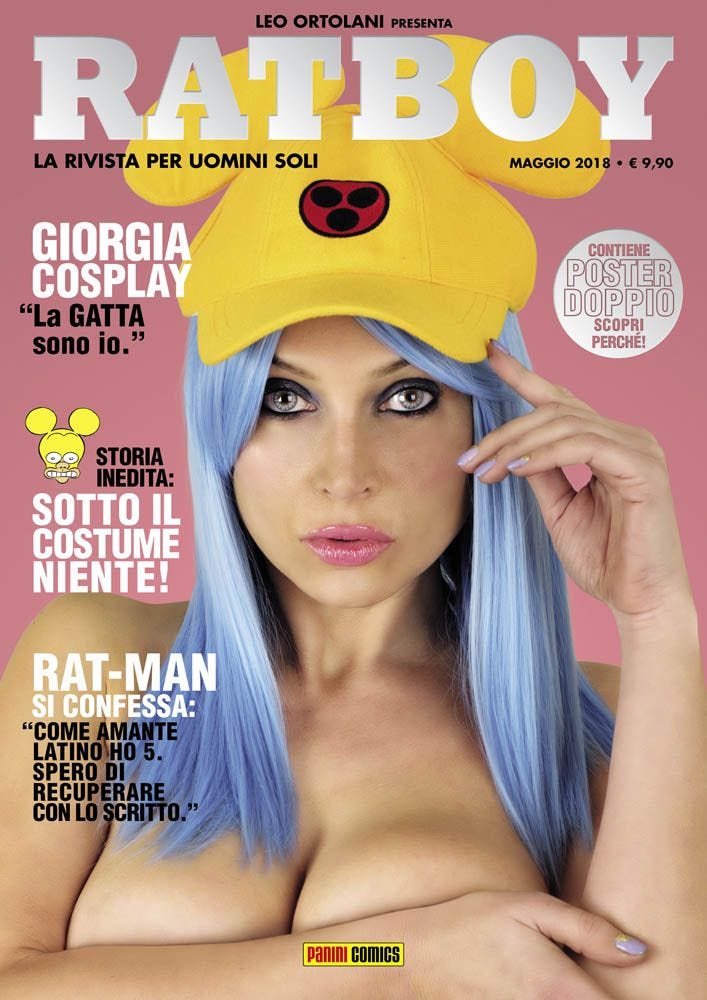 LEO ORTOLANI PRESENTA
RATBOY
LA RIVISTA PER UOMINI SOLI
MAGGIO 2018 • € 9,90
GIORGIA
COSPLAY
“La GATTA
sono io.”
CONTIENE
POSTER
DOPPIO
SCOPRI
PERCHÉ!
STORIA
INEDITA:
SOTTO IL
COSTUME
NIENTE!
RAT-MAN
SI CONFESSA:
“COME AMANTE
LATINO HO 5.
SPERO DI
RECUPERARE
CON LO SCRITTO.”
PANINI COMICS